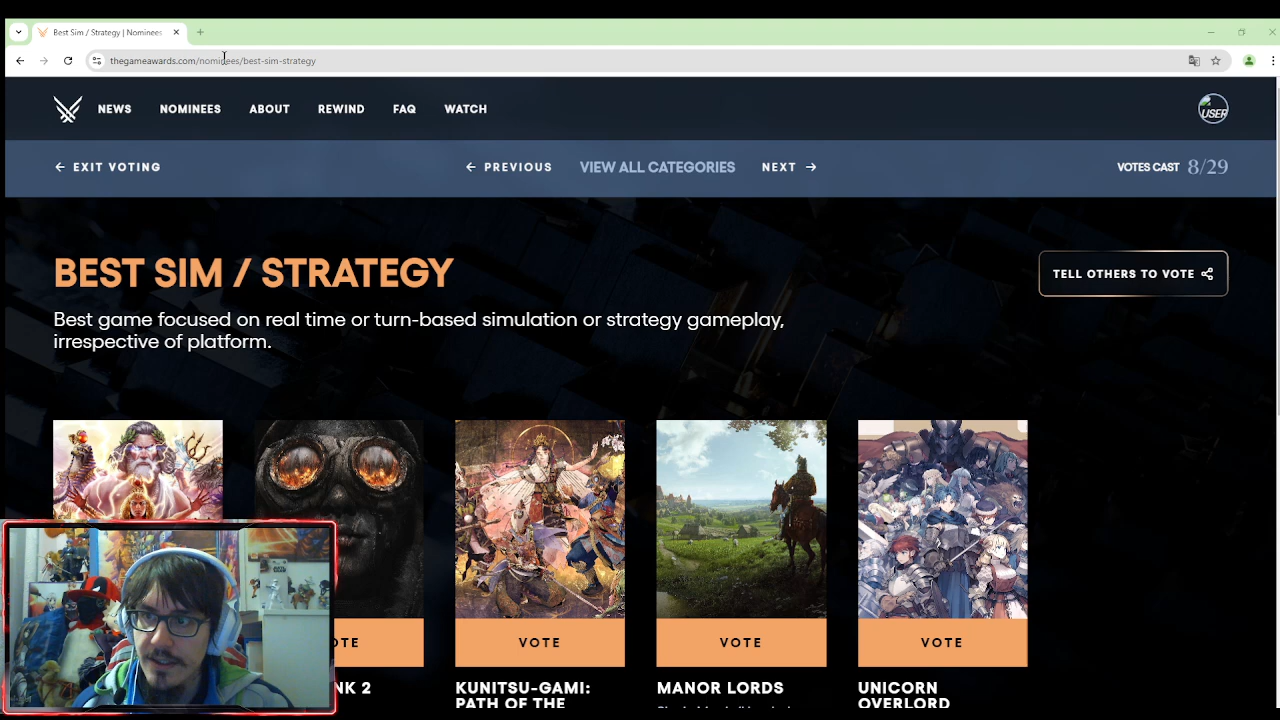 Best Sim / Strategy | Nominees
thegameawards.com/nominees/best-sim-strategy
NEWS NOMINEES ABOUT REWIND FAQ WATCH
USER
← EXIT VOTING
← PREVIOUS VIEW ALL CATEGORIES NEXT →
VOTES CAST 8/29
BEST SIM / STRATEGY
TELL OTHERS TO VOTE
Best game focused on real time or turn-based simulation or strategy gameplay,
irrespective of platform.
OTE VOTE VOTE VOTE
NK 2
KUNITSU-GAMI:
PATH OF THE
MANOR LORDS
UNICORN
OVERLORD